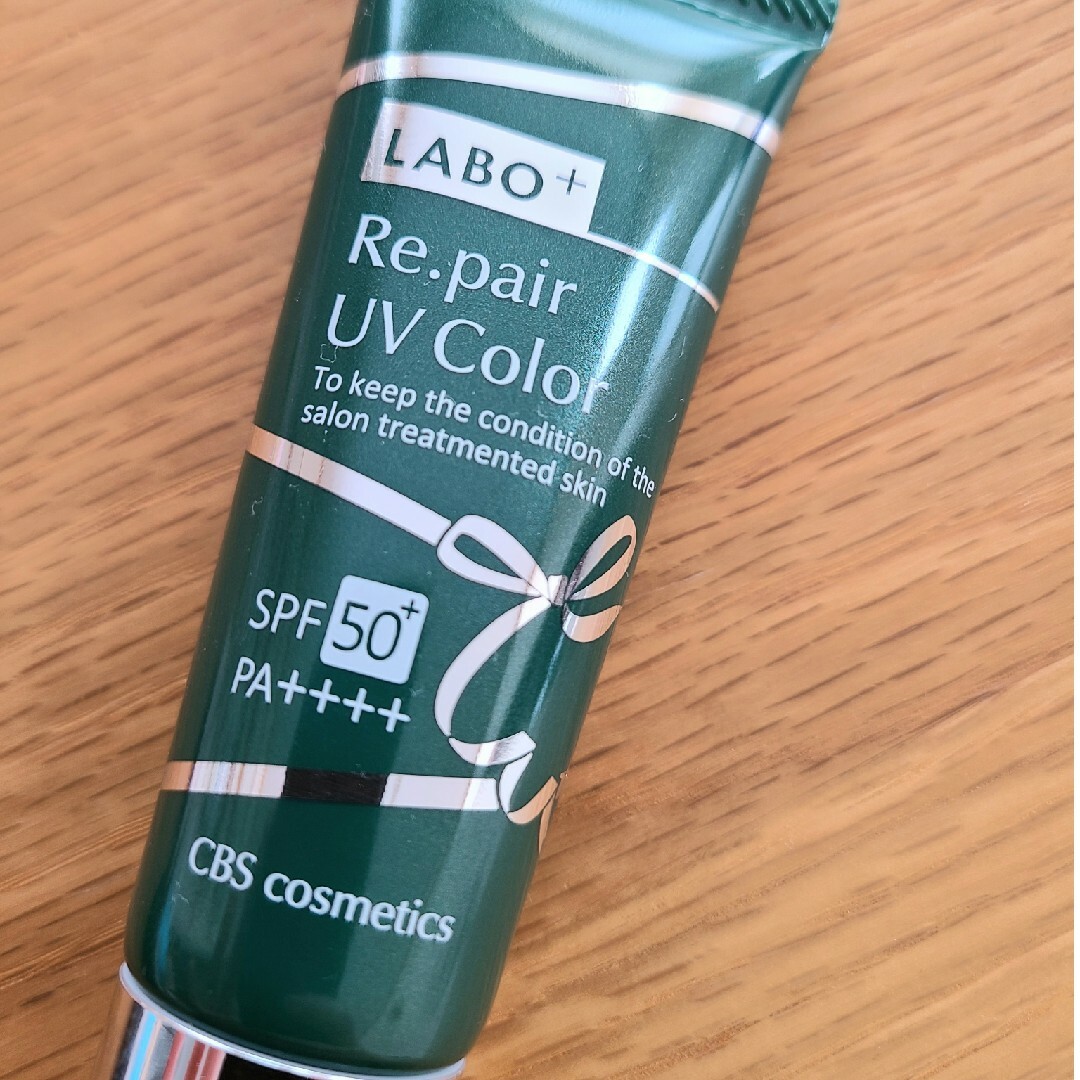 LABO+
Re.pair
UV Color
To keep the condition of the
salon treatmented skin
SPF 50+
PA++++
CBS cosmetics